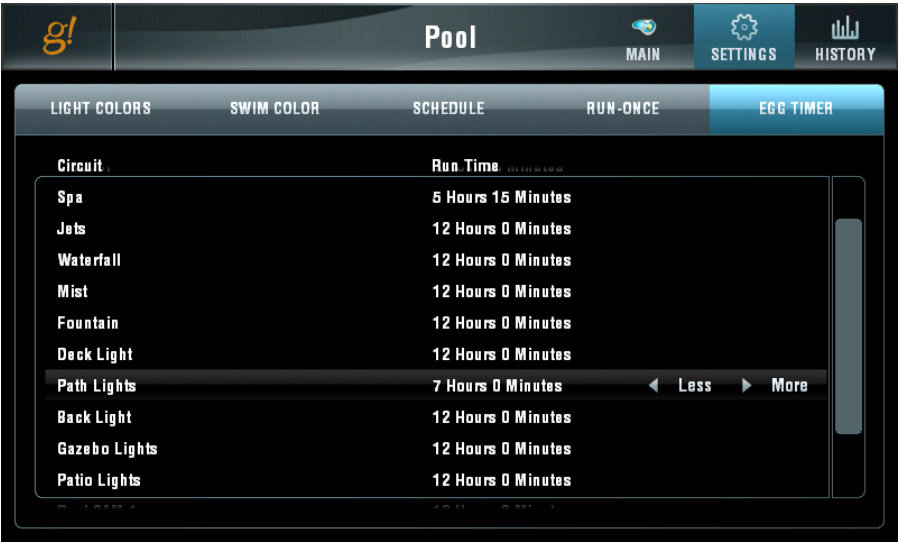 g!
Pool
MAIN
SETTINGS
HISTORY
LIGHT COLORS SWIM COLOR SCHEDULE RUN-ONCE EGG TIMER
Circuit Run Time
Spa 5 Hours 15 Minutes
Jets 12 Hours 0 Minutes
Waterfall 12 Hours 0 Minutes
Mist 12 Hours 0 Minutes
Fountain 12 Hours 0 Minutes
Deck Light 12 Hours 0 Minutes
Path Lights 7 Hours 0 Minutes Less More
Back Light 12 Hours 0 Minutes
Gazebo Lights 12 Hours 0 Minutes
Patio Lights 12 Hours 0 Minutes